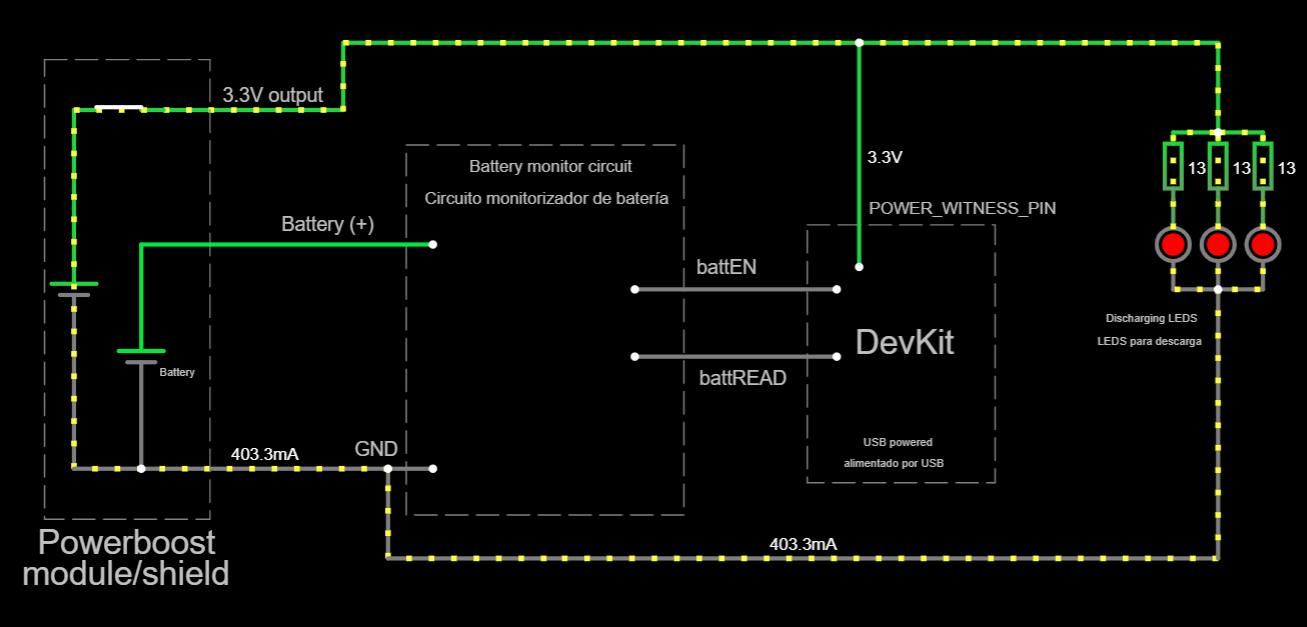 3.3V output
Battery monitor circuit
Circuito monitorizador de batería
3.3V
13
13
13
POWER_WITNESS_PIN
Battery (+)
battEN
Discharging LEDS
LEDS para descarga
DevKit
Battery
battREAD
USB powered
alimentado por USB
403.3mA
GND
403.3mA
Powerboost
module/shield